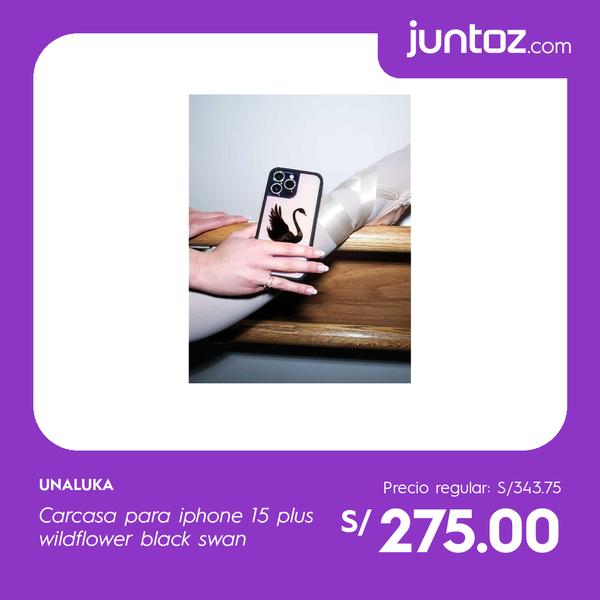 juntoz.com
UNALUKA
Carcasa para iphone 15 plus
wildflower black swan
Precio regular: S/343.75
S/ 275.00